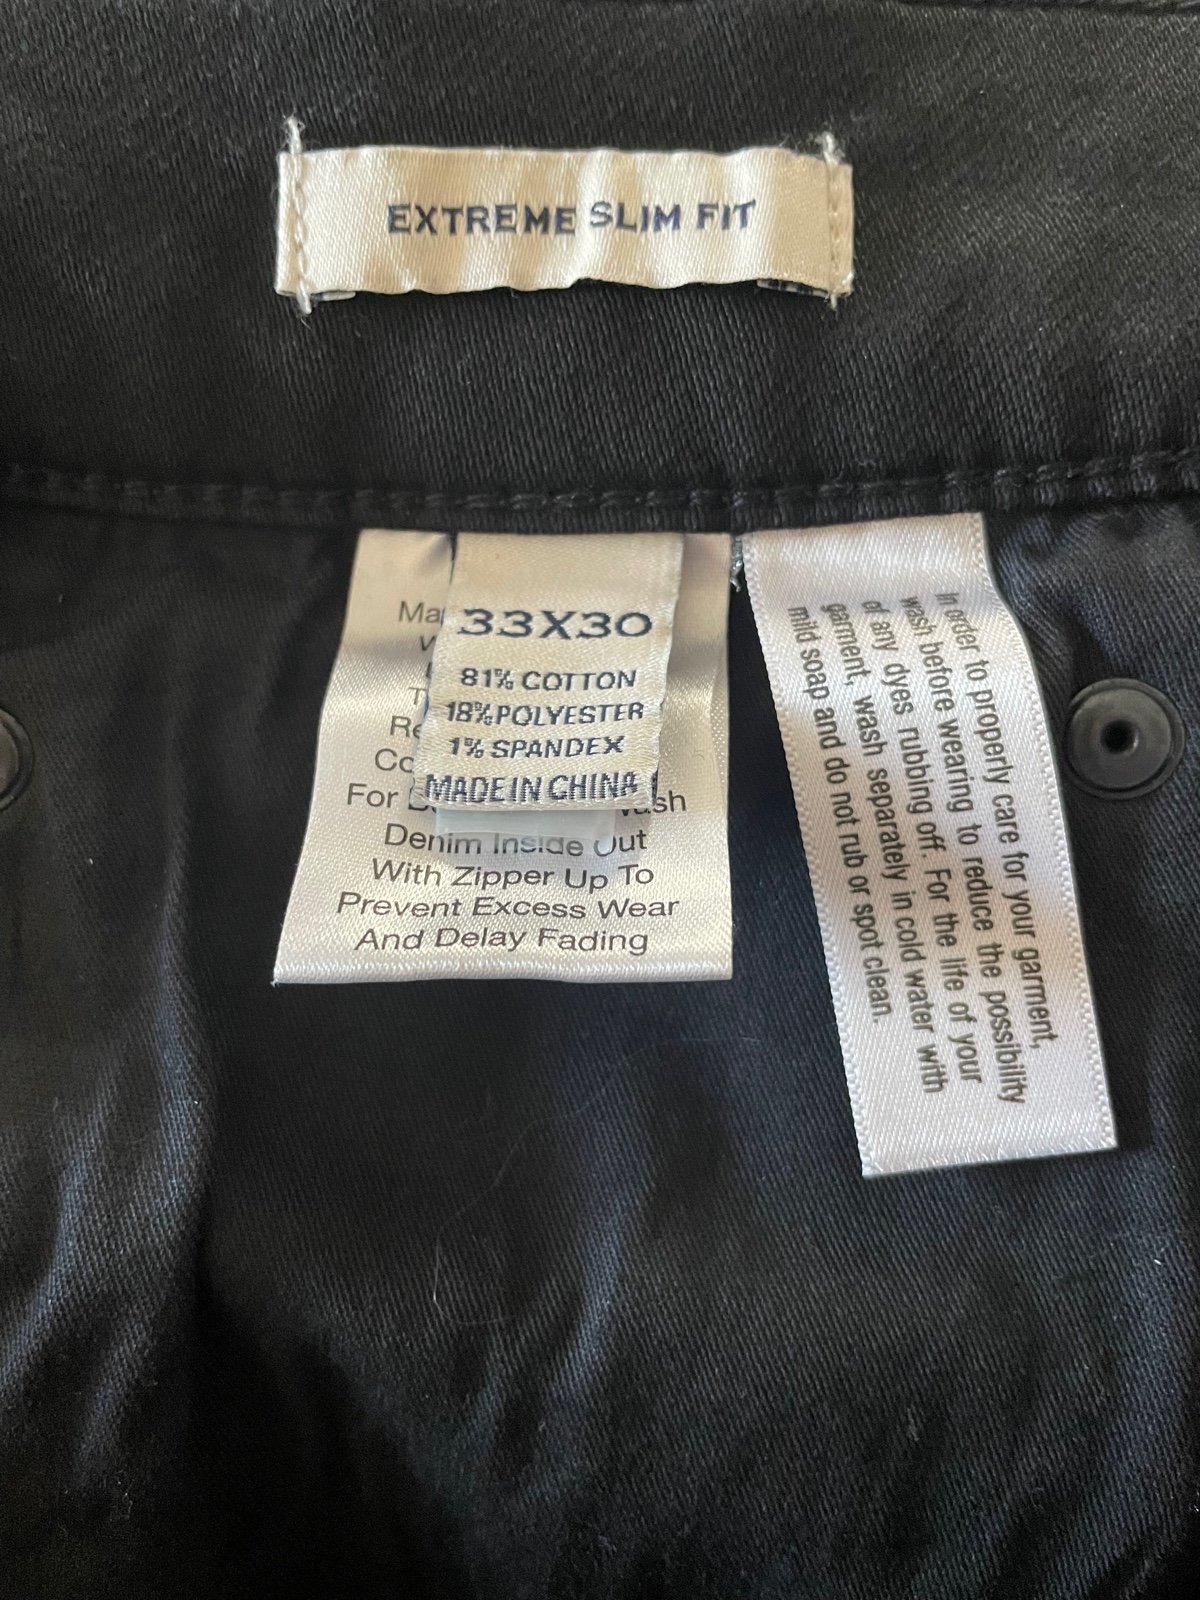 EXTREME SLIM FIT
33X30
81% COTTON
18% POLYESTER
1% SPANDEX
MADE IN CHINA
For
Denim Inside Out
With Zipper Up To
Prevent Excess Wear
And Delay Fading
In order to properly care for your garment,
wash before wearing to reduce the possibility
of any dyes rubbing off. For the life of your
garment, wash separately in cold water with
mild soap and do not rub or spot clean.